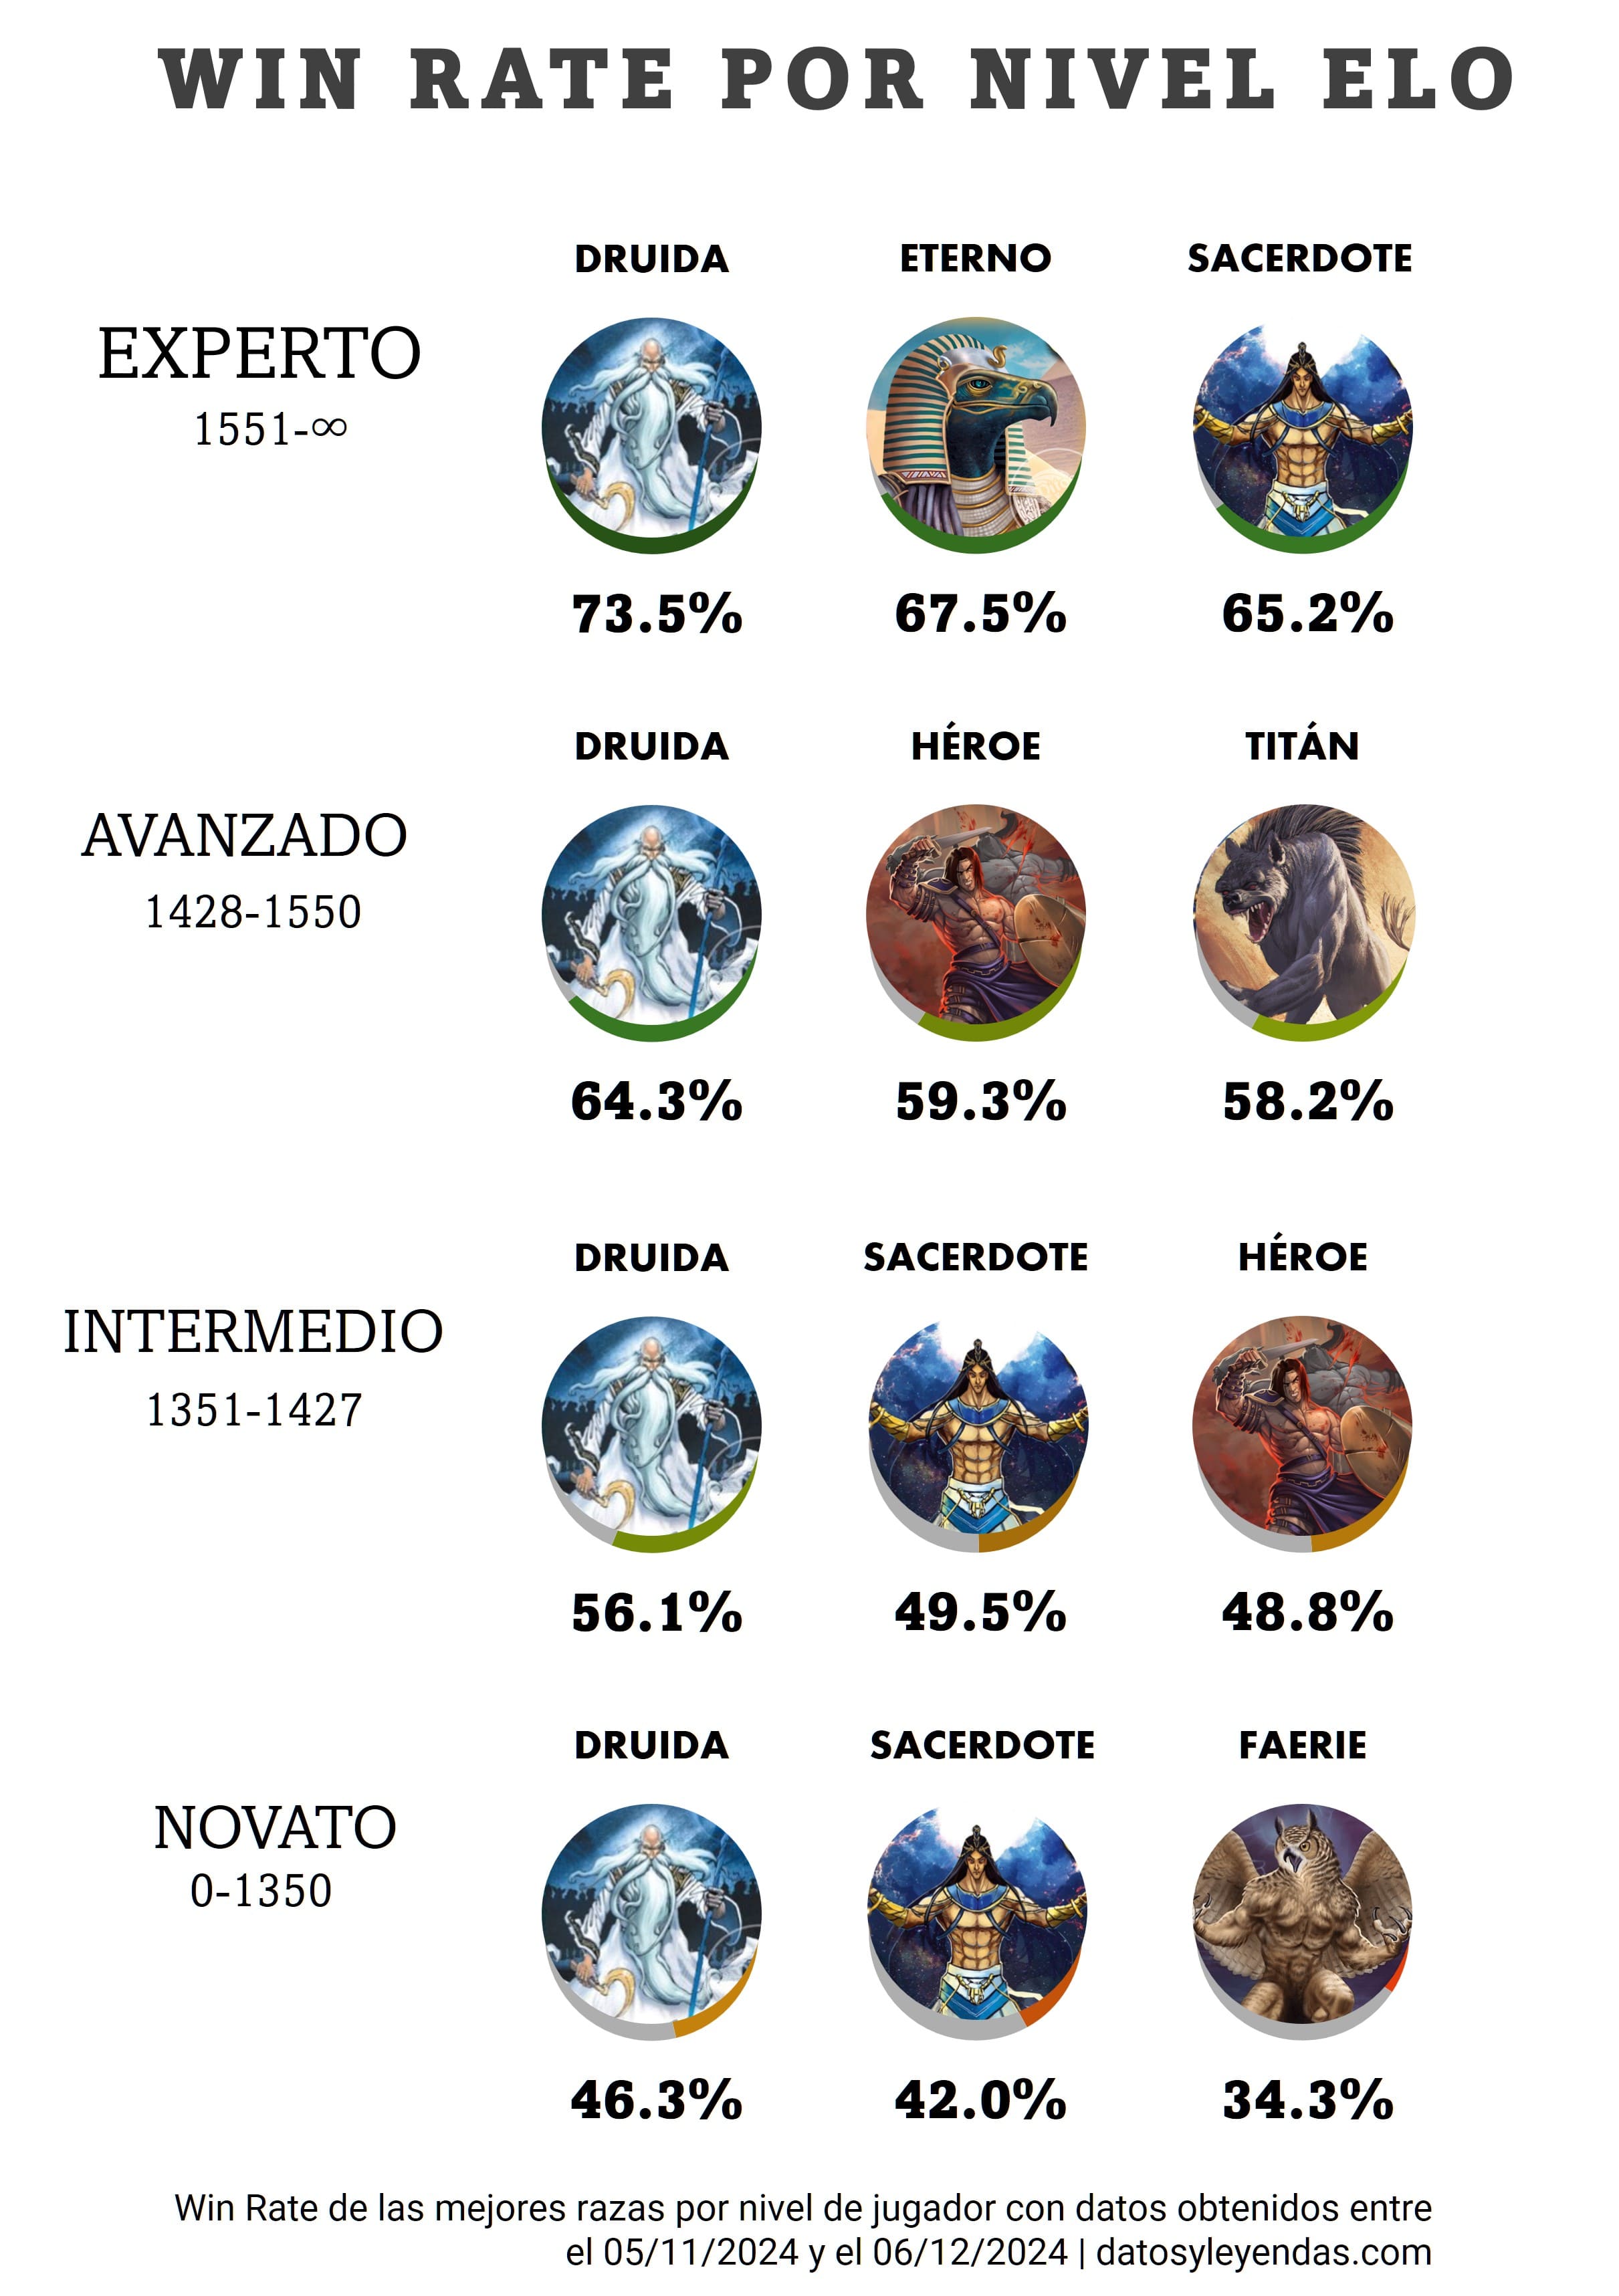 WIN RATE POR NIVEL ELO
DRUIDA ETERNO SACERDOTE
EXPERTO
1551-∞
73.5% 67.5% 65.2%
DRUIDA HÉROE TITÁN
AVANZADO
1428-1550
64.3% 59.3% 58.2%
DRUIDA SACERDOTE HÉROE
INTERMEDIO
1351-1427
56.1% 49.5% 48.8%
DRUIDA SACERDOTE FAERIE
NOVATO
0-1350
46.3% 42.0% 34.3%
Win Rate de las mejores razas por nivel de jugador con datos obtenidos entre
el 05/11/2024 y el 06/12/2024 | datosyleyendas.com